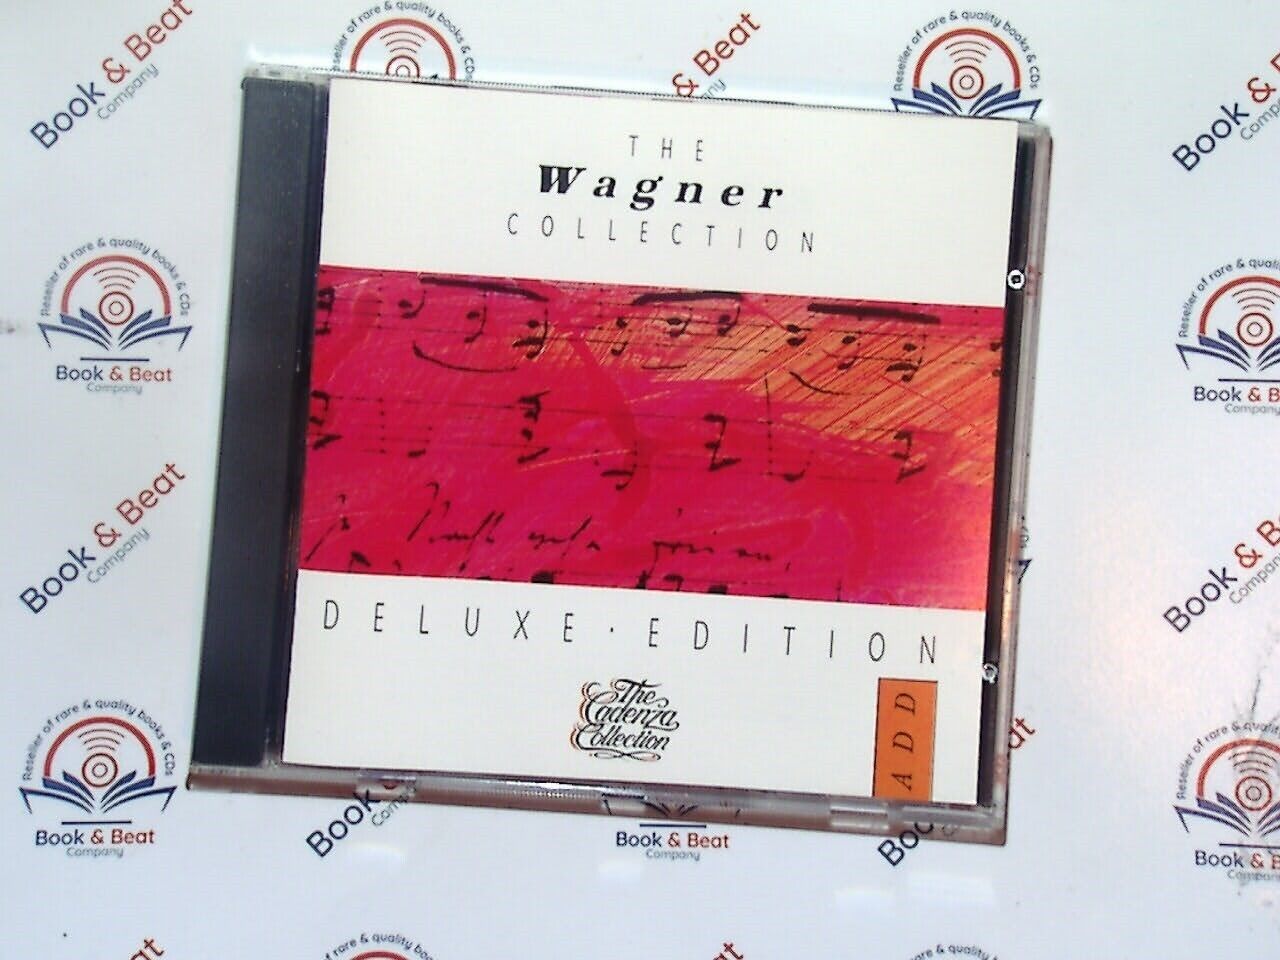 THE
Wagner
COLLECTION
DELUXE · EDITION
The
Cadenza
Collection
ADD
Reseller of rare & quality books & CDs
Book & Beat
Company